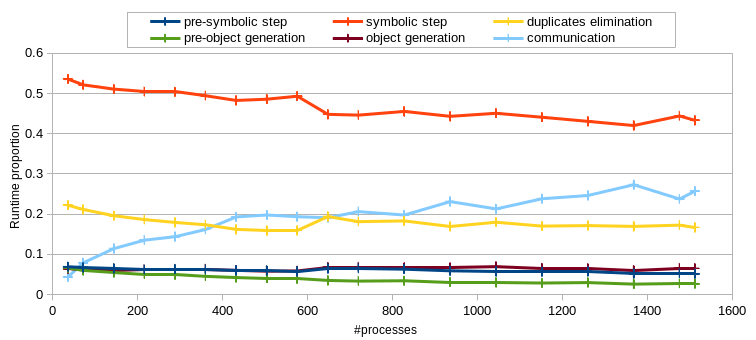 pre-symbolic step symbolic step duplicates elimination
pre-object generation object generation communication
0.6
0.5
0.4
0.3
0.2
0.1
0
Runtime proportion
0 200 400 600 800 1000 1200 1400 1600
#processes